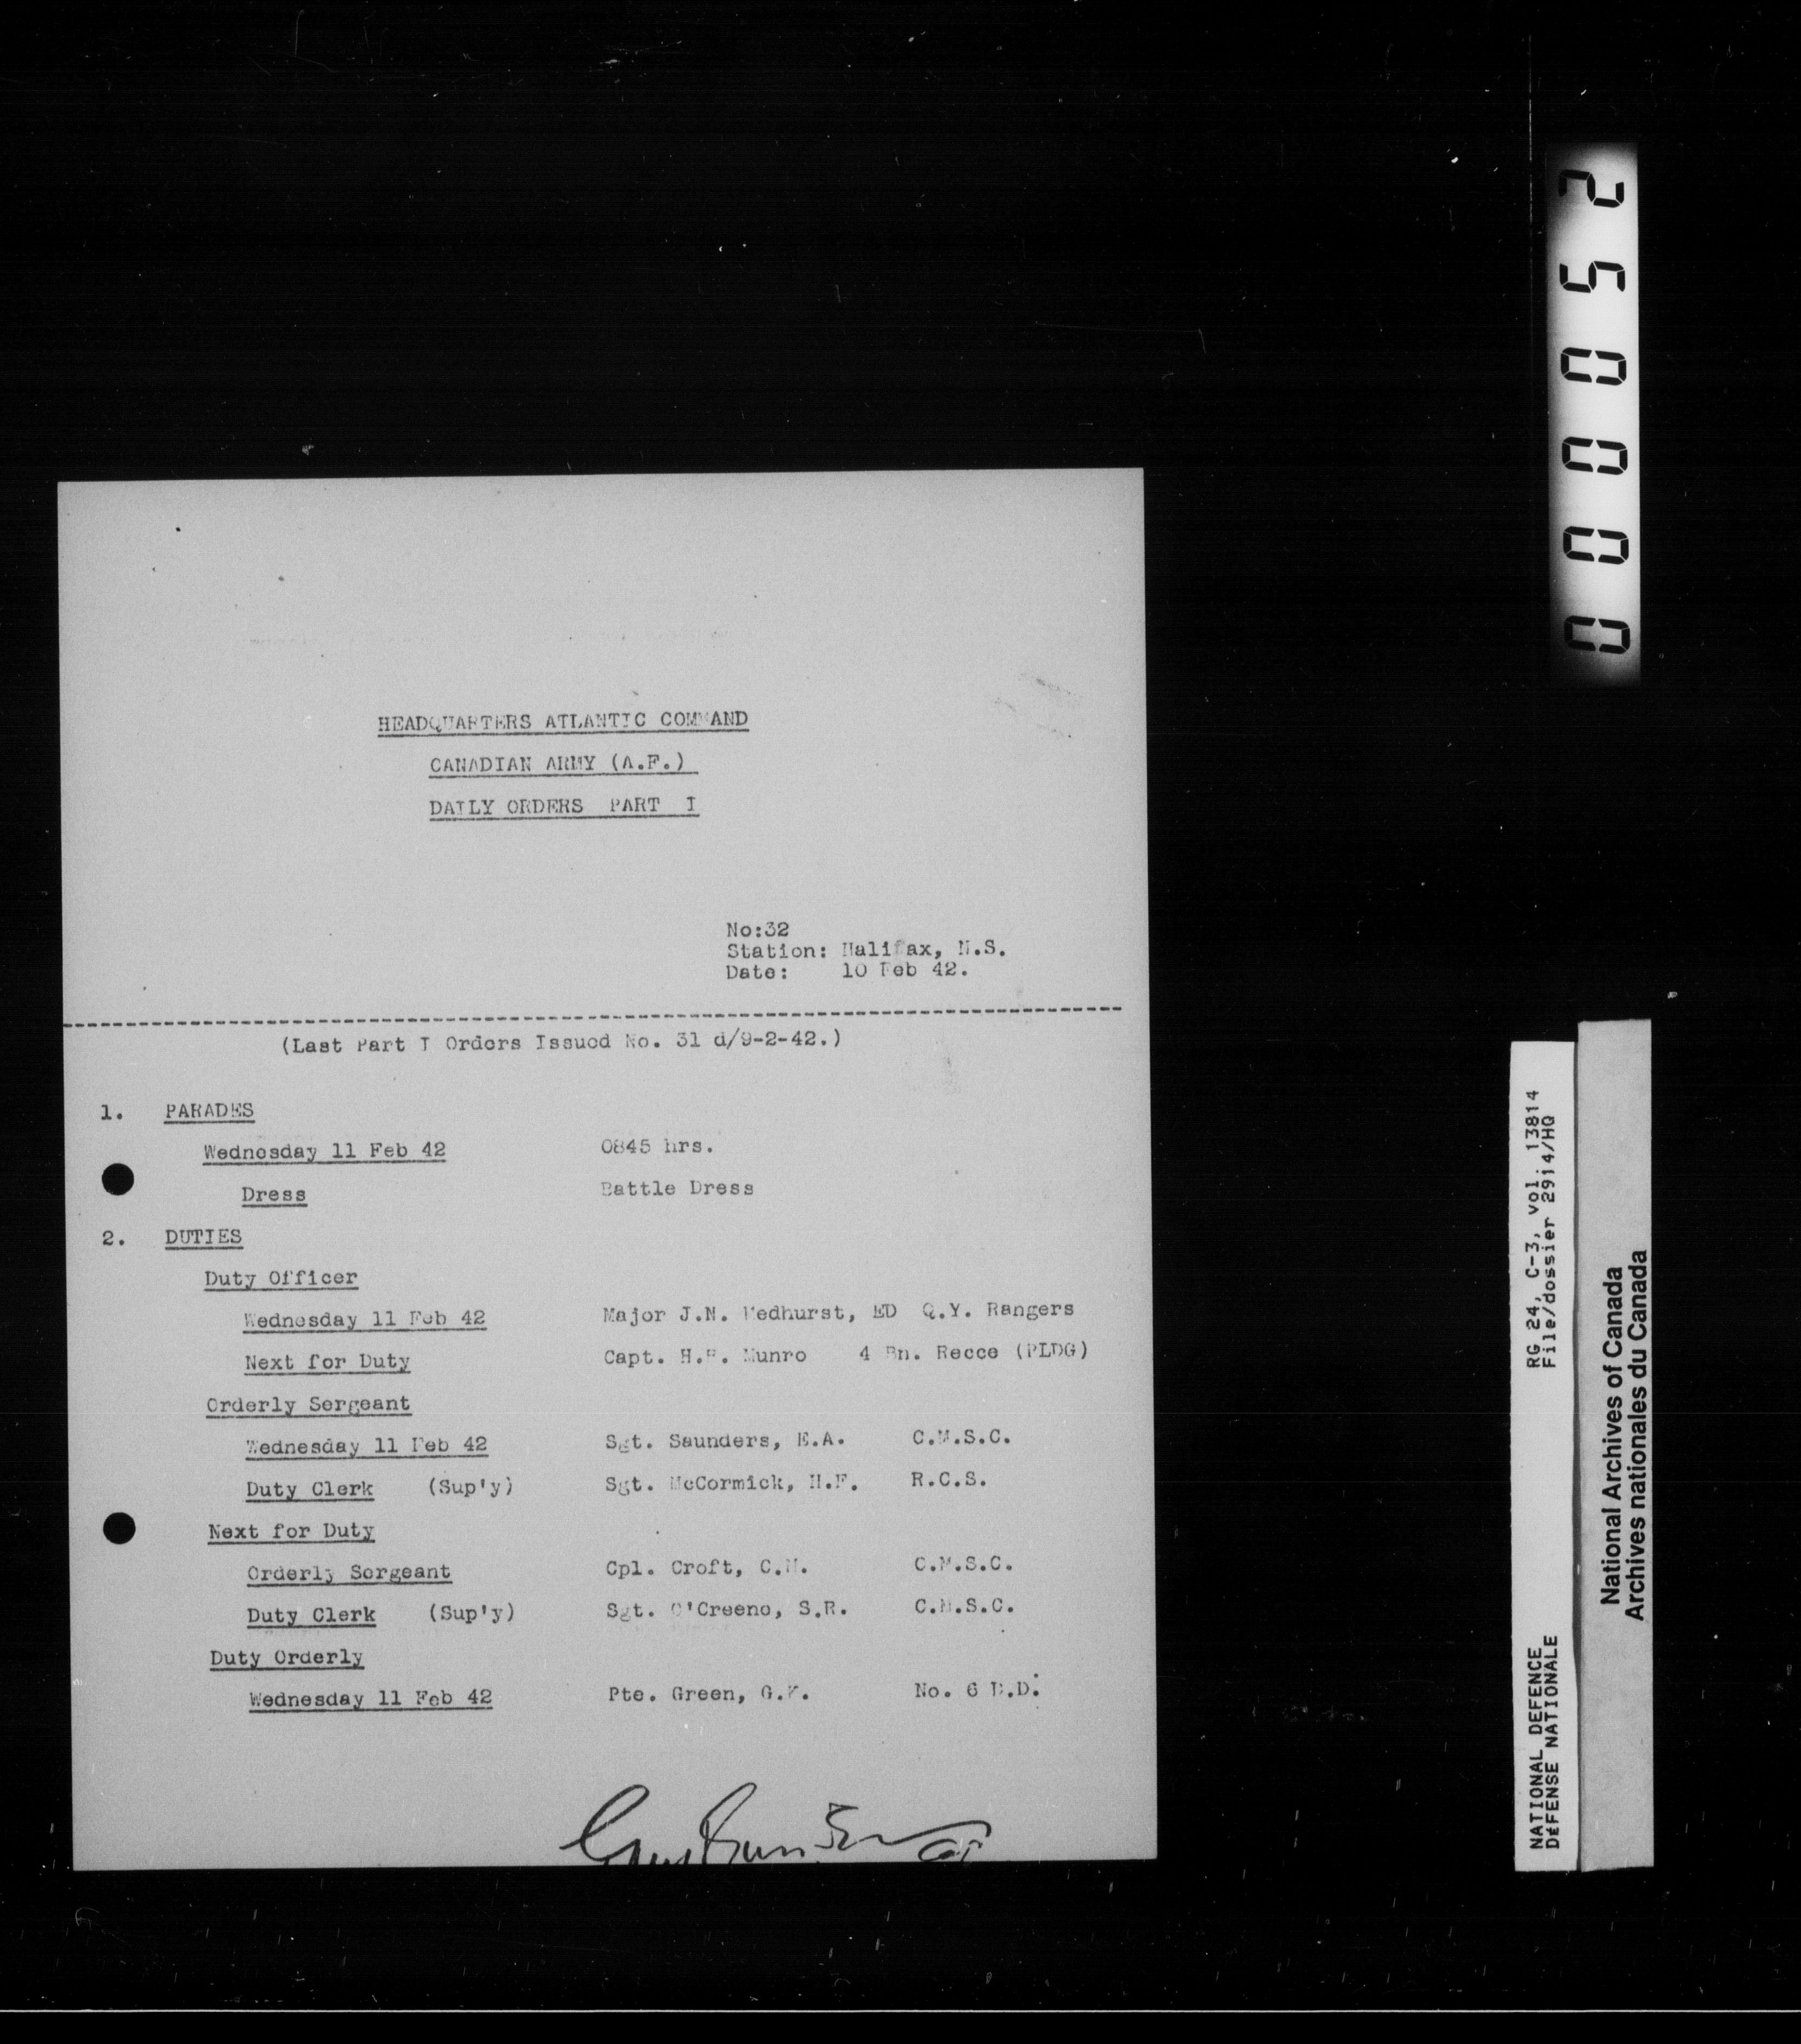 HEADQUARTERS ATLANTIC COMMAND
CANADIAN ARMY (A.F.)
DAILY ORDERS PART I
No:32
Station: Halifax, N.S.
Date: 10 Feb 42.
(Last Part I Orders Issued No. 31 d/9-2-42.)
1. PARADES
Wednesday 11 Feb 42 0845 hrs.
Dress Battle Dress
2. DUTIES
Duty Officer
Wednesday 11 Feb 42 Major J.N. Medhurst, ED Q.Y. Rangers
Next for Duty Capt. Munro 4 Bn. Recce (PLDG)
Orderly Sergeant
Wednesday 11 Feb 42 Sgt. Saunders, E.A. C.M.S.C.
Duty Clerk (Sup'y) Sgt. McCormick, H.F. R.C.S.
Next for Duty
Orderly Sergeant Cpl. Croft, C.M.S.C.
Duty Clerk (Sup'y) Sgt. O'Creeno, S.R. C.M.S.C.
Duty Orderly
Wednesday 11 Feb 42 Pte. Green, No. 6 D.D.
000052
RG 24, C-3, vol. 13814
File/dossier 2914/HQ
NATIONAL DEFENCE
DÉFENSE NATIONALE
National Archives of Canada
Archives nationales du Canada